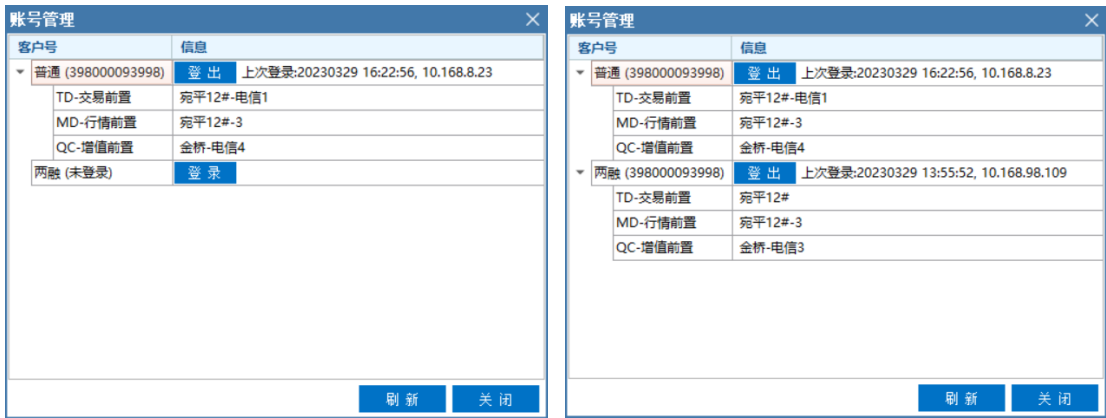 账号管理
客户号 信息
普通 (398000093998) 登 出 上次登录:20230329 16:22:56, 10.168.8.23
TD-交易前置 宛平12#-电信1
MD-行情前置 宛平12#-3
QC-增值前置 金桥-电信4
两融 (未登录) 登 录
刷 新 关 闭
账号管理
客户号 信息
普通 (398000093998) 登 出 上次登录:20230329 16:22:56, 10.168.8.23
TD-交易前置 宛平12#-电信1
MD-行情前置 宛平12#-3
QC-增值前置 金桥-电信4
两融 (398000093998) 登 出 上次登录:20230329 13:55:52, 10.168.98.109
TD-交易前置 宛平12#
MD-行情前置 宛平12#-3
QC-增值前置 金桥-电信3
刷 新 关 闭